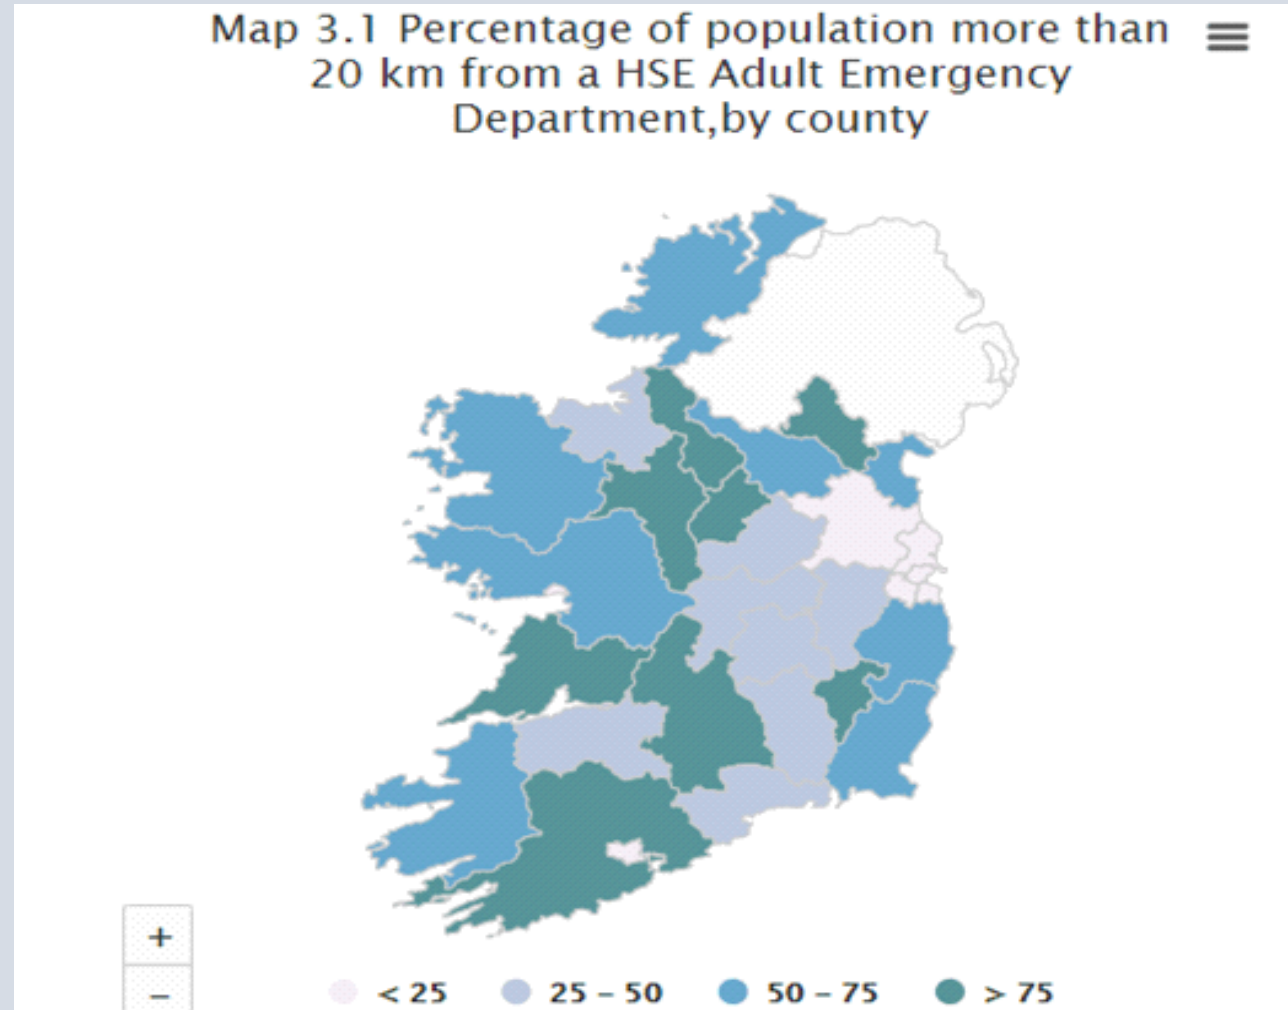 Map 3.1 Percentage of population more than
20 km from a HSE Adult Emergency
Department,by county
+
−
< 25
25 – 50
50 – 75
> 75